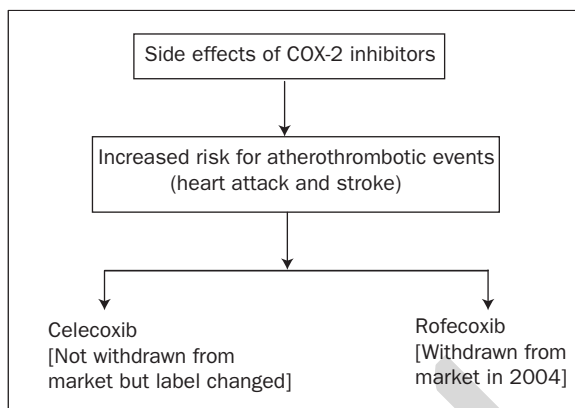 Side effects of COX-2 inhibitors
Increased risk for atherothrombotic events
(heart attack and stroke)
Celecoxib
[Not withdrawn from
market but label changed]
Rofecoxib
[Withdrawn from
market in 2004]